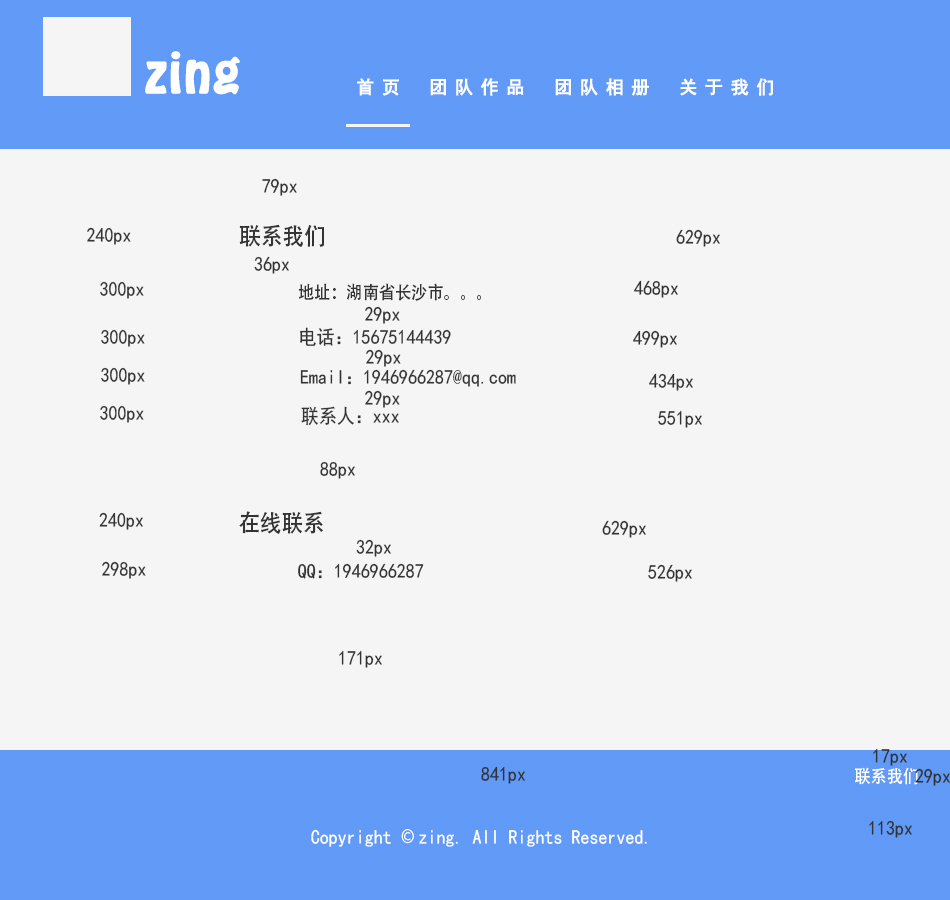 zing
首页 团队作品 团队相册 关于我们
79px
240px 联系我们 629px
36px
300px 地址：湖南省长沙市。。。 468px
29px
300px 电话：15675144439 499px
29px
300px Email：1946966287@qq.com 434px
29px
300px 联系人：xxx 551px
88px
240px 在线联系 629px
32px
298px QQ：1946966287 526px
171px
17px
841px 联系我们 29px
113px
Copyright ©zing. All Rights Reserved.